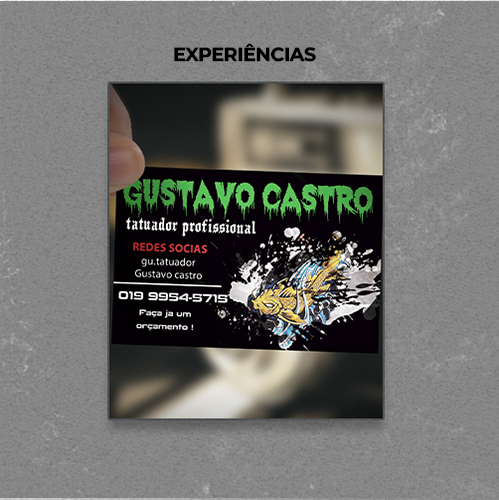 EXPERIÊNCIAS
GUSTAVO CASTRO
tatuador profissional
REDES SOCIAS
gu.tatuador
Gustavo castro
019 9954-5715
Faça ja um
orçamento !